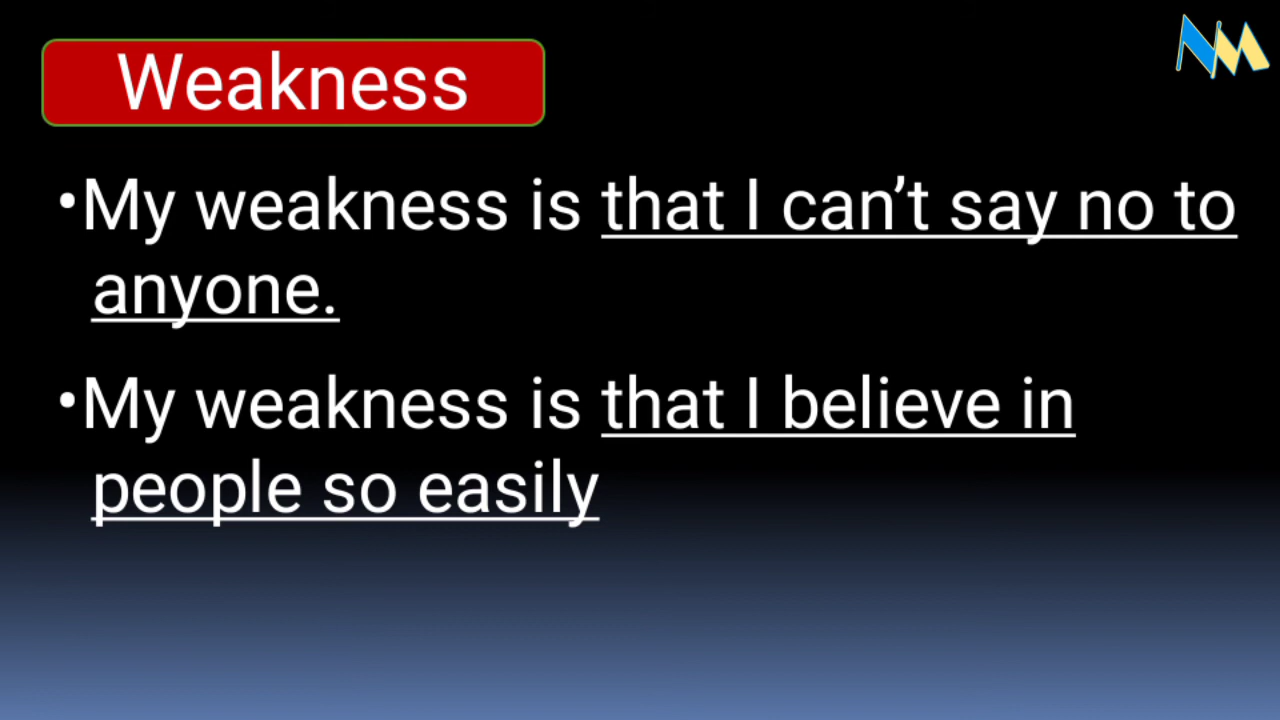 Weakness
NM
•My weakness is that I can’t say no to
anyone.
•My weakness is that I believe in
people so easily